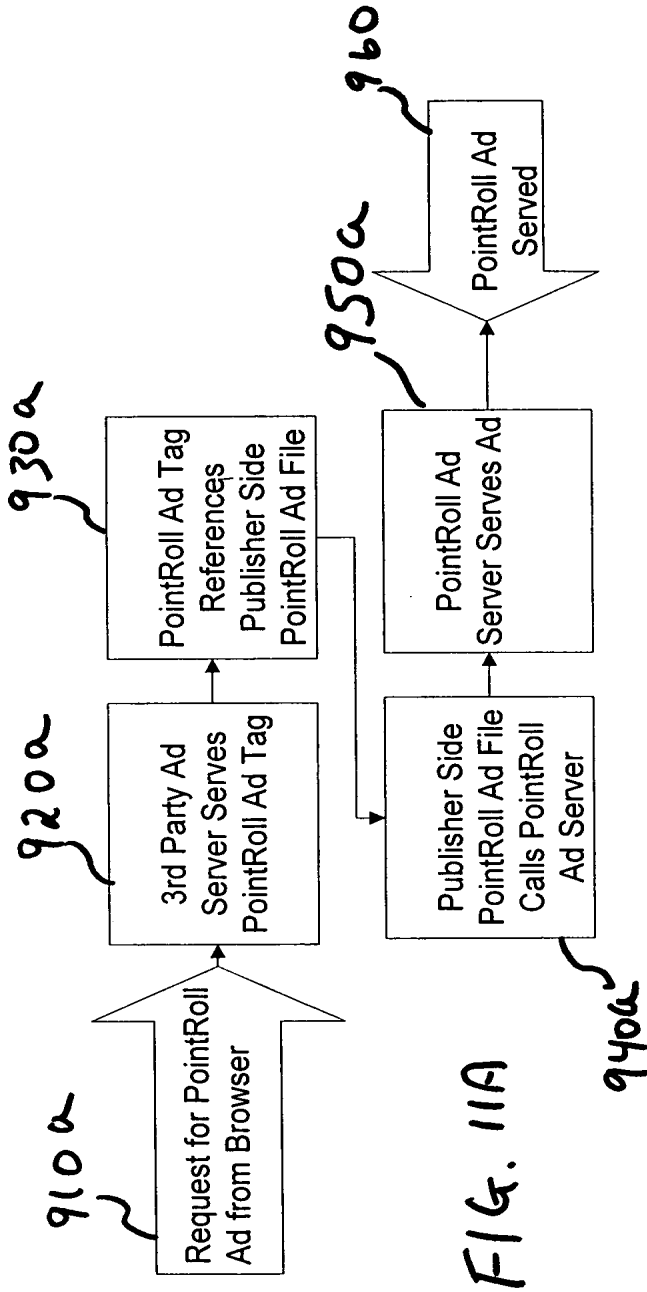 910a
Request for PointRoll
Ad from Browser
920a
3rd Party Ad
Server Serves
PointRoll Ad Tag
930a
PointRoll Ad Tag
References
Publisher Side
PointRoll Ad File
940a
Publisher Side
PointRoll Ad File
Calls PointRoll
Ad Server
950a
PointRoll Ad
Server Serves Ad
960
PointRoll Ad
Served
FIG. 11A